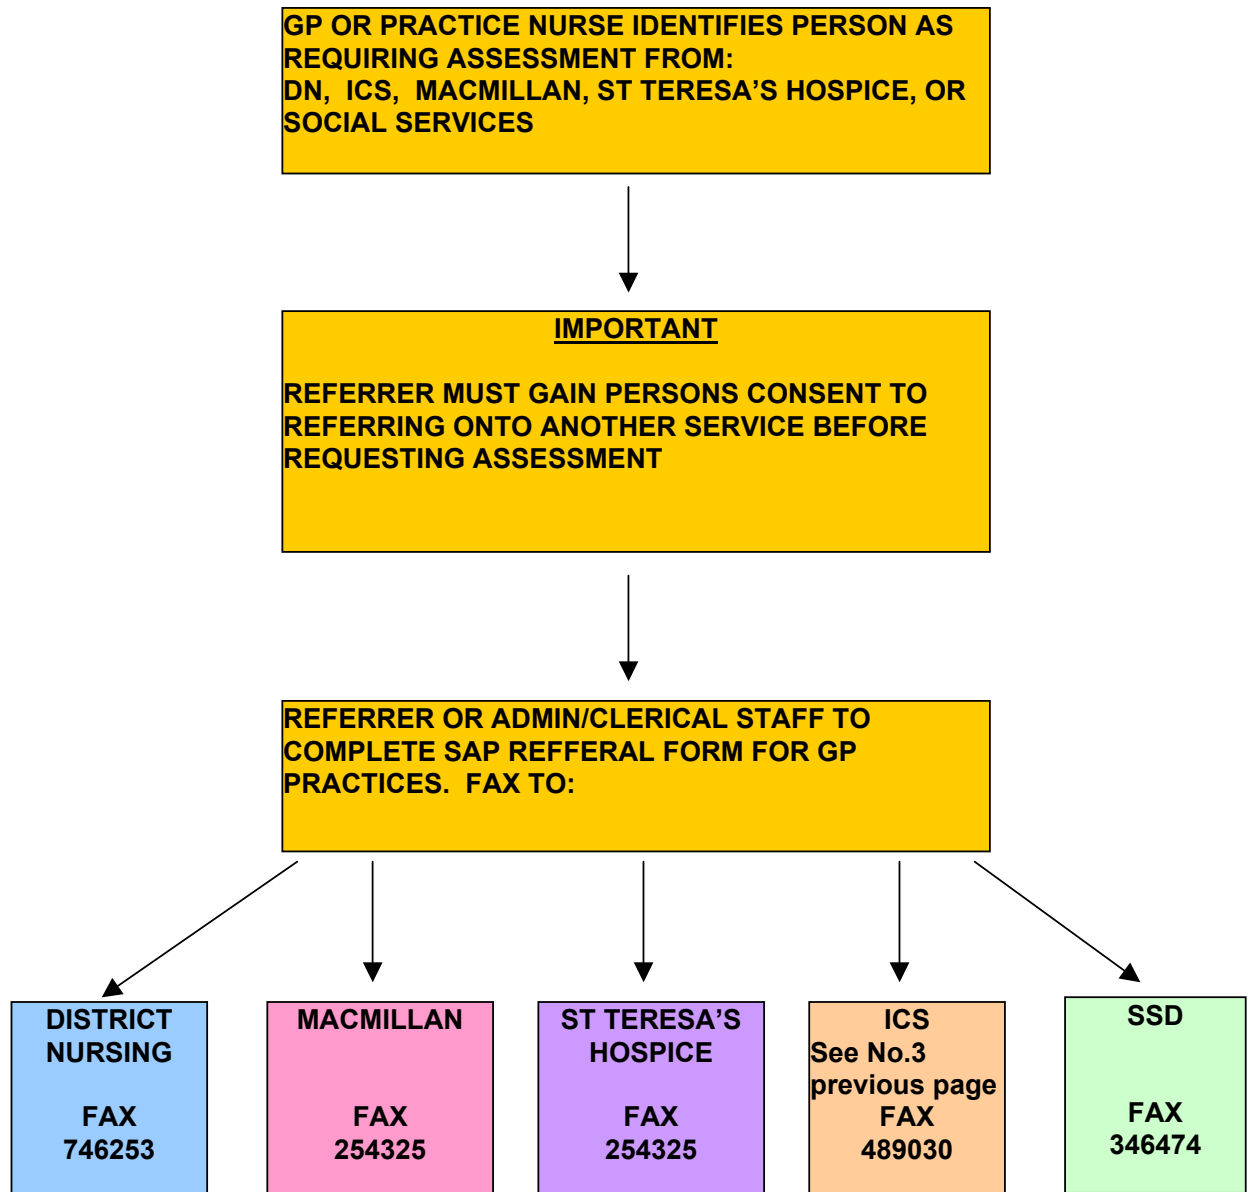 GP OR PRACTICE NURSE IDENTIFIES PERSON AS
REQUIRING ASSESSMENT FROM:
DN, ICS, MACMILLAN, ST TERESA'S HOSPICE, OR
SOCIAL SERVICES
IMPORTANT
REFERRER MUST GAIN PERSONS CONSENT TO
REFERRING ONTO ANOTHER SERVICE BEFORE
REQUESTING ASSESSMENT
REFERRER OR ADMIN/CLERICAL STAFF TO
COMPLETE SAP REFFERAL FORM FOR GP
PRACTICES. FAX TO:
DISTRICT
NURSING
FAX
746253
MACMILLAN
FAX
254325
ST TERESA'S
HOSPICE
FAX
254325
ICS
See No.3
previous page
FAX
489030
SSD
FAX
346474